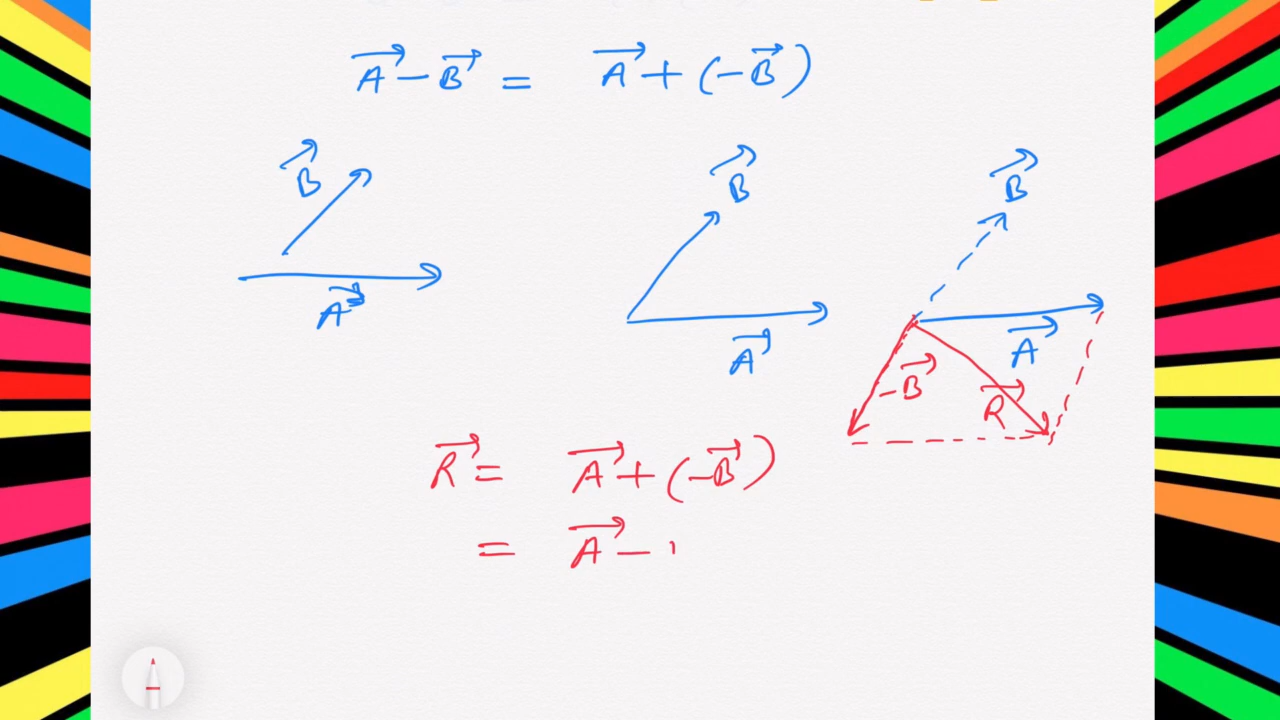 A⃗ − B⃗ = A⃗ + (−B⃗)
B⃗
A⃗
B⃗
A⃗
B⃗
A⃗
−B⃗
R⃗
R⃗ = A⃗ + (−B⃗)
= A⃗ −